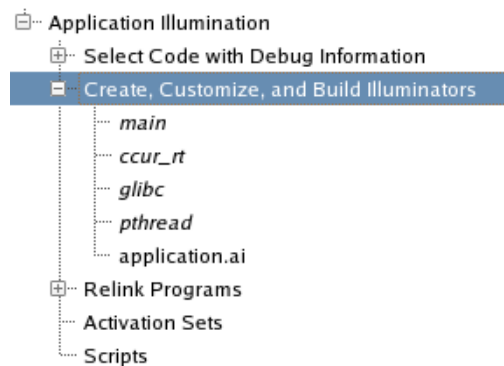 Application Illumination
Select Code with Debug Information
Create, Customize, and Build Illuminators
main
ccur_rt
glibc
pthread
application.ai
Relink Programs
Activation Sets
Scripts